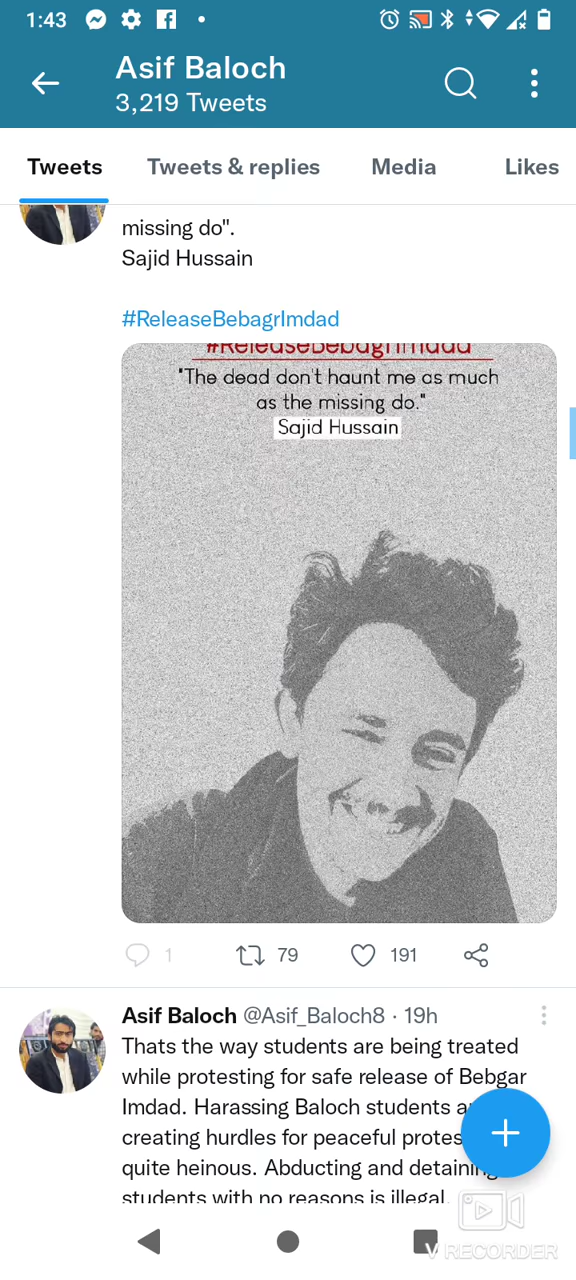 1:43
Asif Baloch
3,219 Tweets
Tweets
Tweets & replies
Media
Likes
missing do".
Sajid Hussain
#ReleaseBebagrImdad
#ReleaseBebagrImdad
"The dead don't haunt me as much
as the missing do."
Sajid Hussain
1
79
191
Asif Baloch @Asif_Baloch8 · 19h
Thats the way students are being treated
while protesting for safe release of Bebgar
Imdad. Harassing Baloch students
creating hurdles for peaceful
quite heinous. Abducting and detaining
students with no reasons is illegal.
V RECORDER